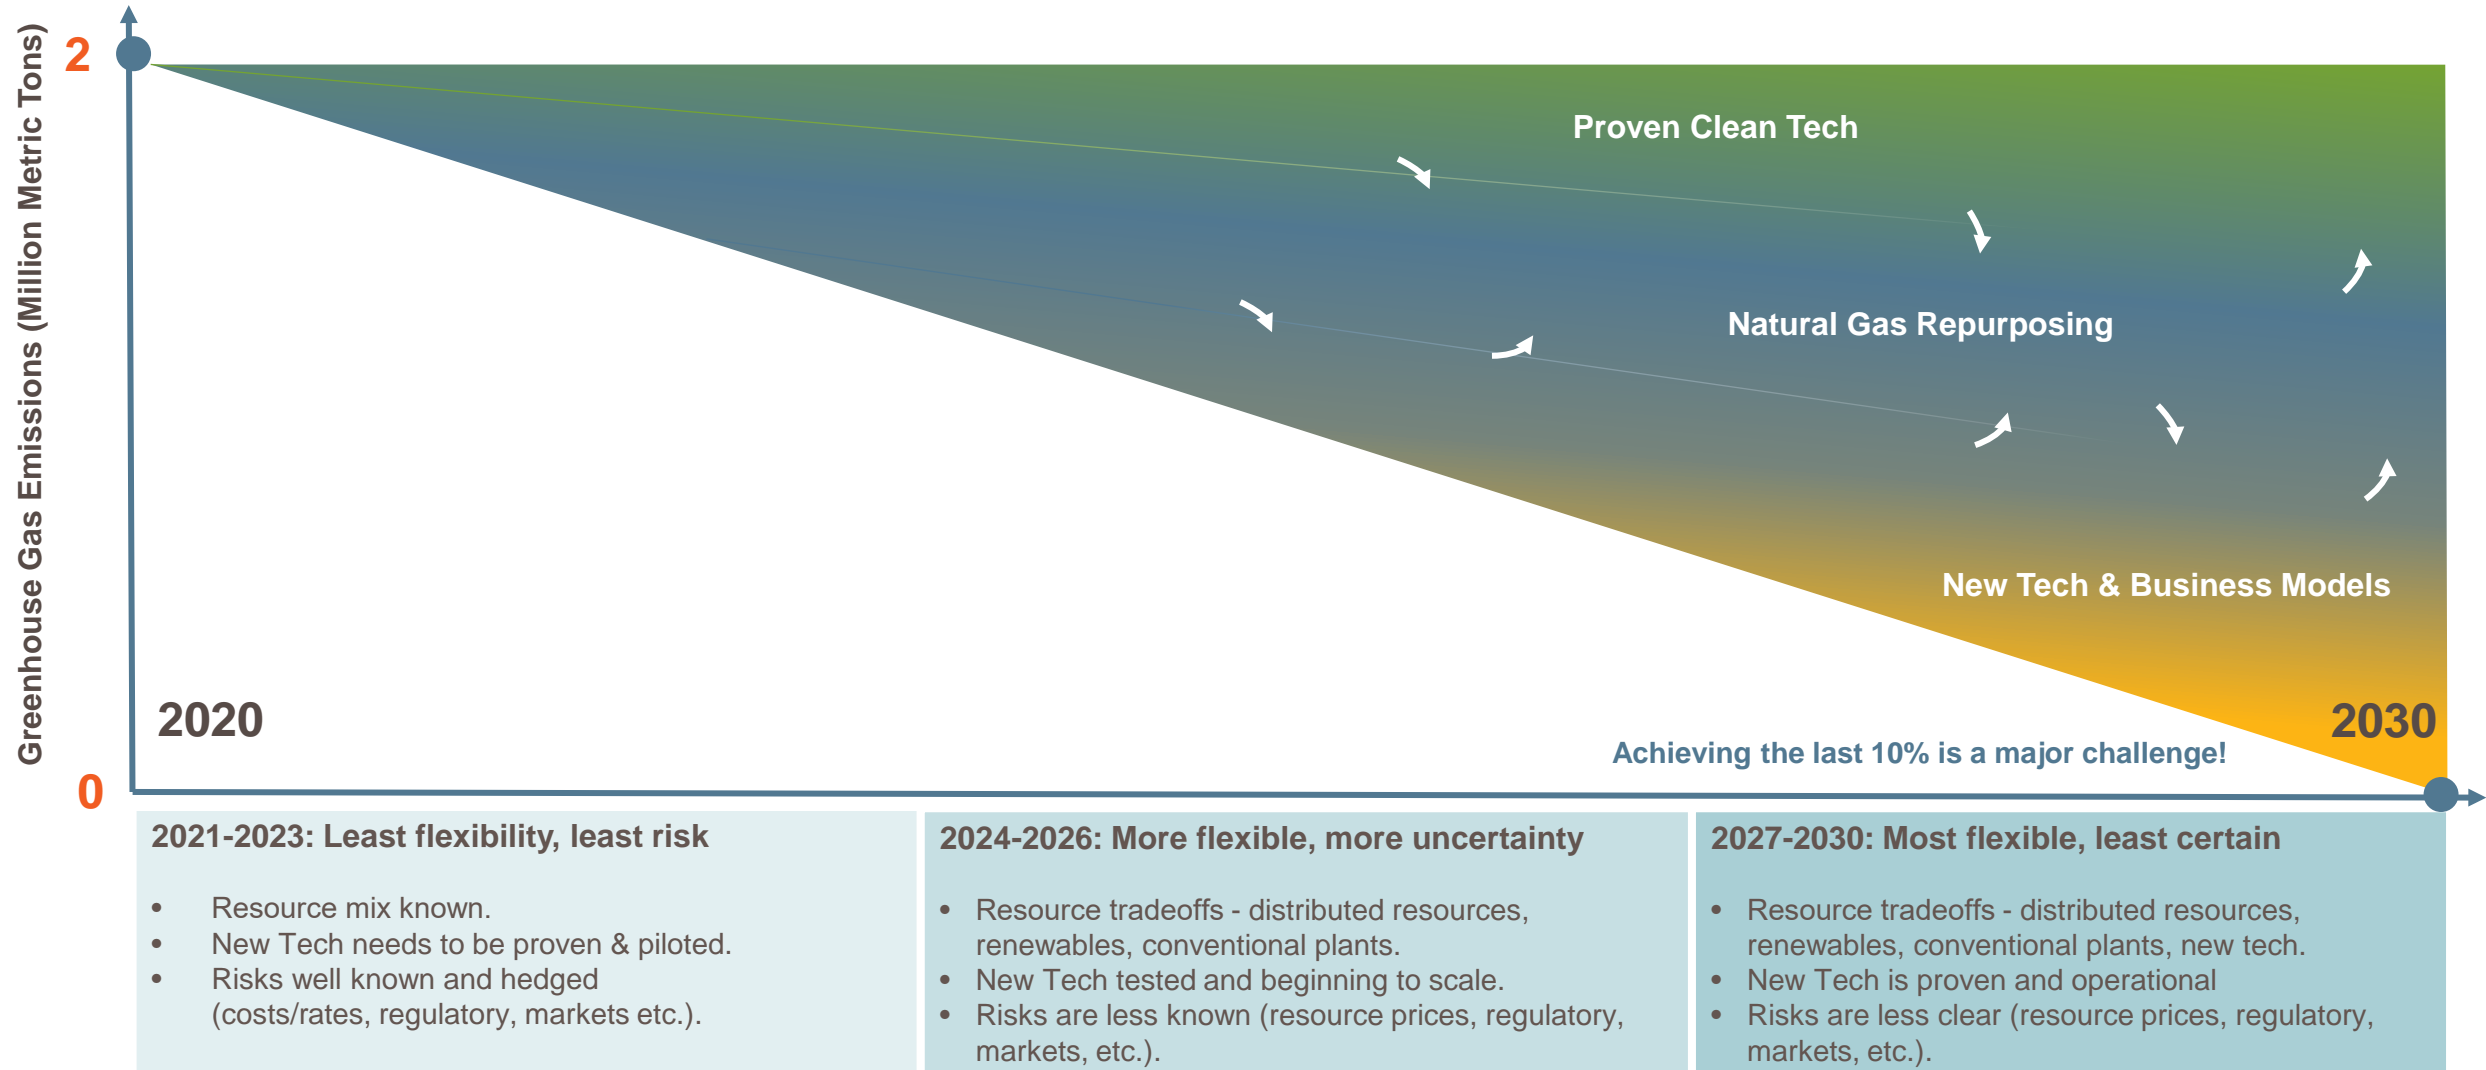 Greenhouse Gas Emissions (Million Metric Tons)
2
Proven Clean Tech
Natural Gas Repurposing
New Tech & Business Models
2020
2030
Achieving the last 10% is a major challenge!
0
2021-2023: Least flexibility, least risk
• Resource mix known.
• New Tech needs to be proven & piloted.
• Risks well known and hedged
(costs/rates, regulatory, markets etc.).
2024-2026: More flexible, more uncertainty
• Resource tradeoffs - distributed resources,
renewables, conventional plants.
• New Tech tested and beginning to scale.
• Risks are less known (resource prices, regulatory,
markets, etc.).
2027-2030: Most flexible, least certain
• Resource tradeoffs - distributed resources,
renewables, conventional plants, new tech.
• New Tech is proven and operational
• Risks are less clear (resource prices, regulatory,
markets, etc.).